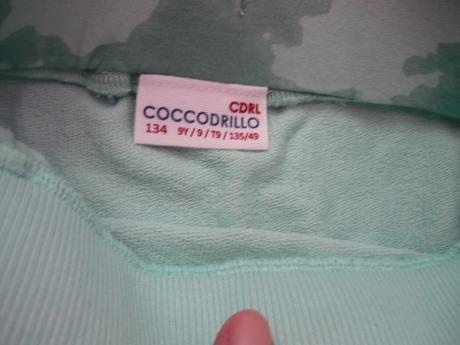 CDRL
COCCODRILLO
134 9Y / 9 / T9 / 135/49